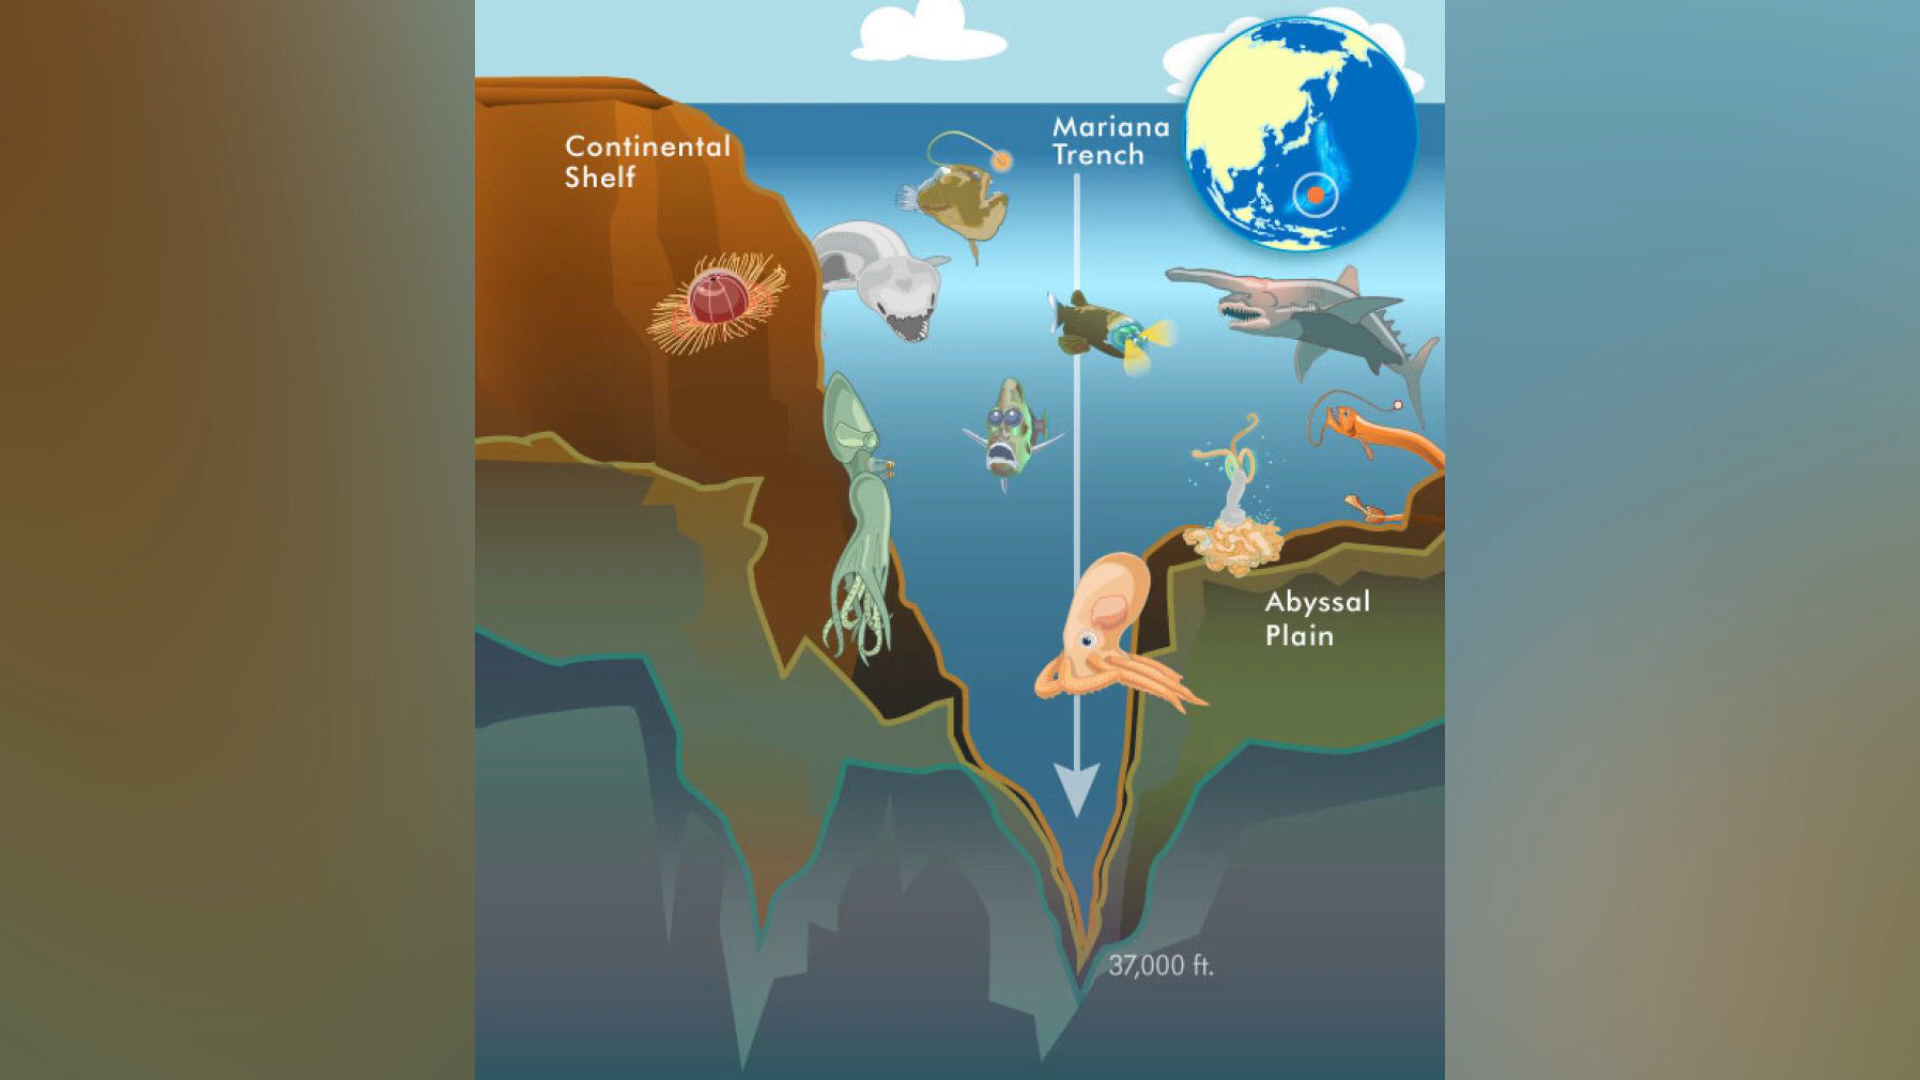 Continental
Shelf
Mariana
Trench
Abyssal
Plain
37,000 ft.